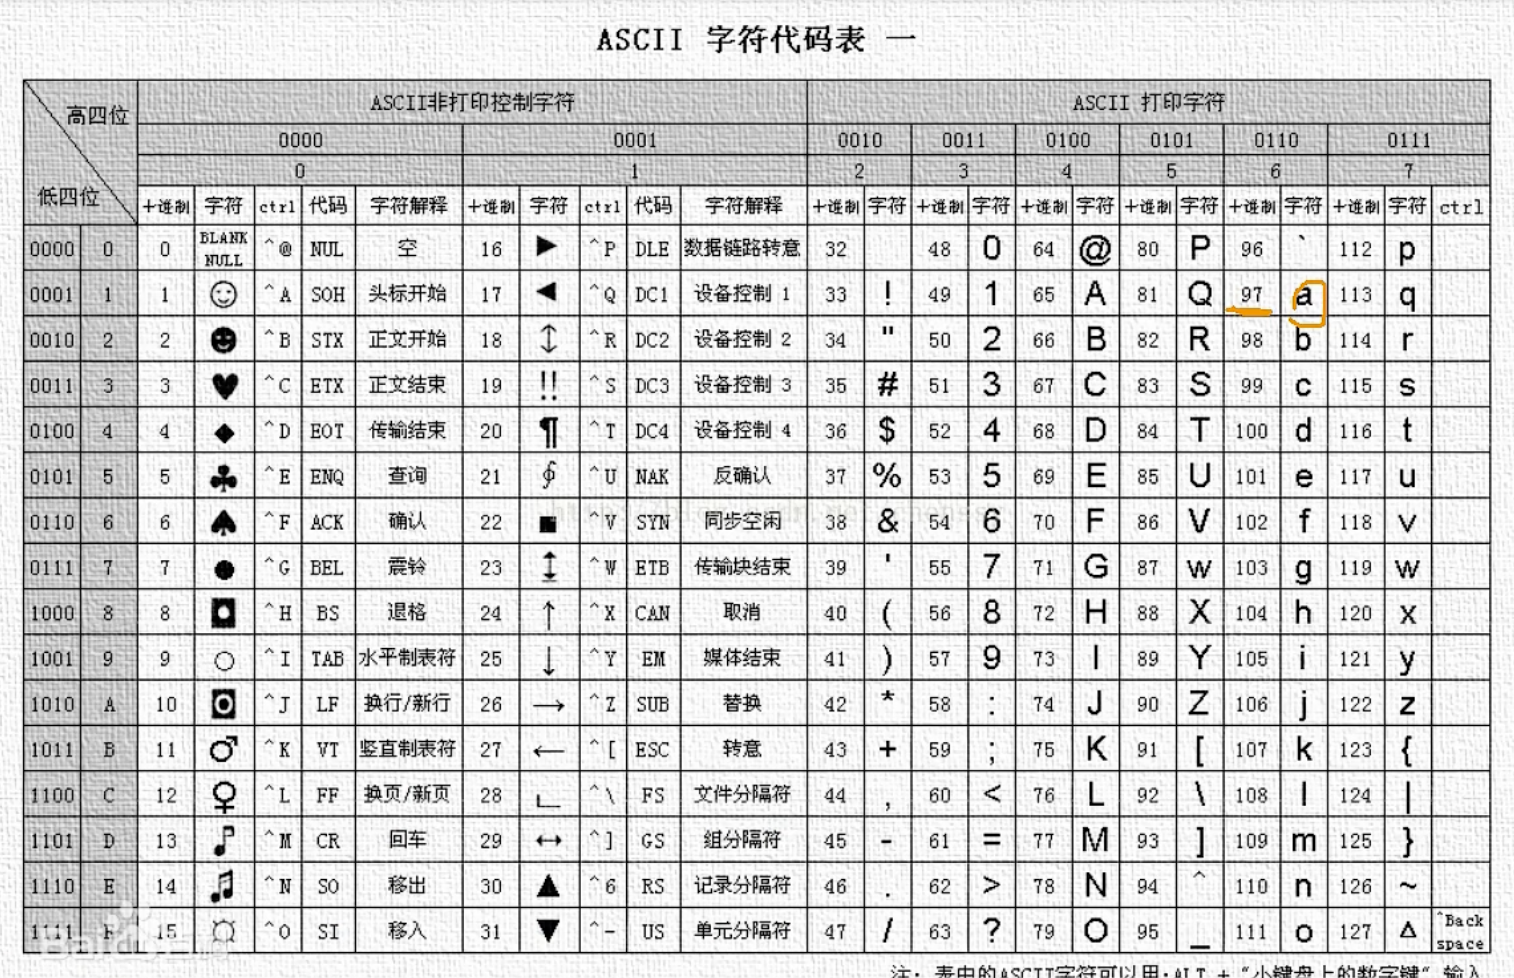 ASCII 字符代码表 一
高四位 ASCII非打印控制字符 ASCII 打印字符
0000 0001 0010 0011 0100 0101 0110 0111
0 1 2 3 4 5 6 7
低四位
十进制 字符 ctrl 代码 字符解释 十进制 字符 ctrl 代码 字符解释 十进制 字符 十进制 字符 十进制 字符 十进制 字符 十进制 字符 十进制 字符 ctrl
0000 0 0 BLANK NULL ^@ NUL 空 16 ► ^P DLE 数据链路转意 32 48 0 64 @ 80 P 96 ` 112 p
0001 1 1 ☺ ^A SOH 头标开始 17 ◄ ^Q DC1 设备控制 1 33 ! 49 1 65 A 81 Q 97 a 113 q
0010 2 2 ☻ ^B STX 正文开始 18 ↕ ^R DC2 设备控制 2 34 " 50 2 66 B 82 R 98 b 114 r
0011 3 3 ♥ ^C ETX 正文结束 19 ‼ ^S DC3 设备控制 3 35 # 51 3 67 C 83 S 99 c 115 s
0100 4 4 ♦ ^D EOT 传输结束 20 ¶ ^T DC4 设备控制 4 36 $ 52 4 68 D 84 T 100 d 116 t
0101 5 5 ♣ ^E ENQ 查询 21 ∮ ^U NAK 反确认 37 % 53 5 69 E 85 U 101 e 117 u
0110 6 6 ♠ ^F ACK 确认 22 ■ ^V SYN 同步空闲 38 & 54 6 70 F 86 V 102 f 118 v
0111 7 7 ● ^G BEL 震铃 23 ↨ ^W ETB 传输块结束 39 ' 55 7 71 G 87 w 103 g 119 w
1000 8 8 ◘ ^H BS 退格 24 ↑ ^X CAN 取消 40 ( 56 8 72 H 88 X 104 h 120 x
1001 9 9 ○ ^I TAB 水平制表符 25 ↓ ^Y EM 媒体结束 41 ) 57 9 73 I 89 Y 105 i 121 y
1010 A 10 ◙ ^J LF 换行/新行 26 → ^Z SUB 替换 42 * 58 : 74 J 90 Z 106 j 122 z
1011 B 11 ♂ ^K VT 竖直制表符 27 ← ^[ ESC 转意 43 + 59 ; 75 K 91 [ 107 k 123 {
1100 C 12 ♀ ^L FF 换页/新页 28 ∟ ^\ FS 文件分隔符 44 , 60 < 76 L 92 \ 108 l 124 |
1101 D 13 ♪ ^M CR 回车 29 ↔ ^] GS 组分隔符 45 - 61 = 77 M 93 ] 109 m 125 }
1110 E 14 ♫ ^N SO 移出 30 ▲ ^6 RS 记录分隔符 46 . 62 > 78 N 94 ^ 110 n 126 ~
1111 F 15 ☼ ^O SI 移入 31 ▼ ^- US 单元分隔符 47 / 63 ? 79 O 95 _ 111 o 127 Δ ^Back space
注: 表中的ASCII字符可以用:ALT + "小键盘上的数字键" 输入